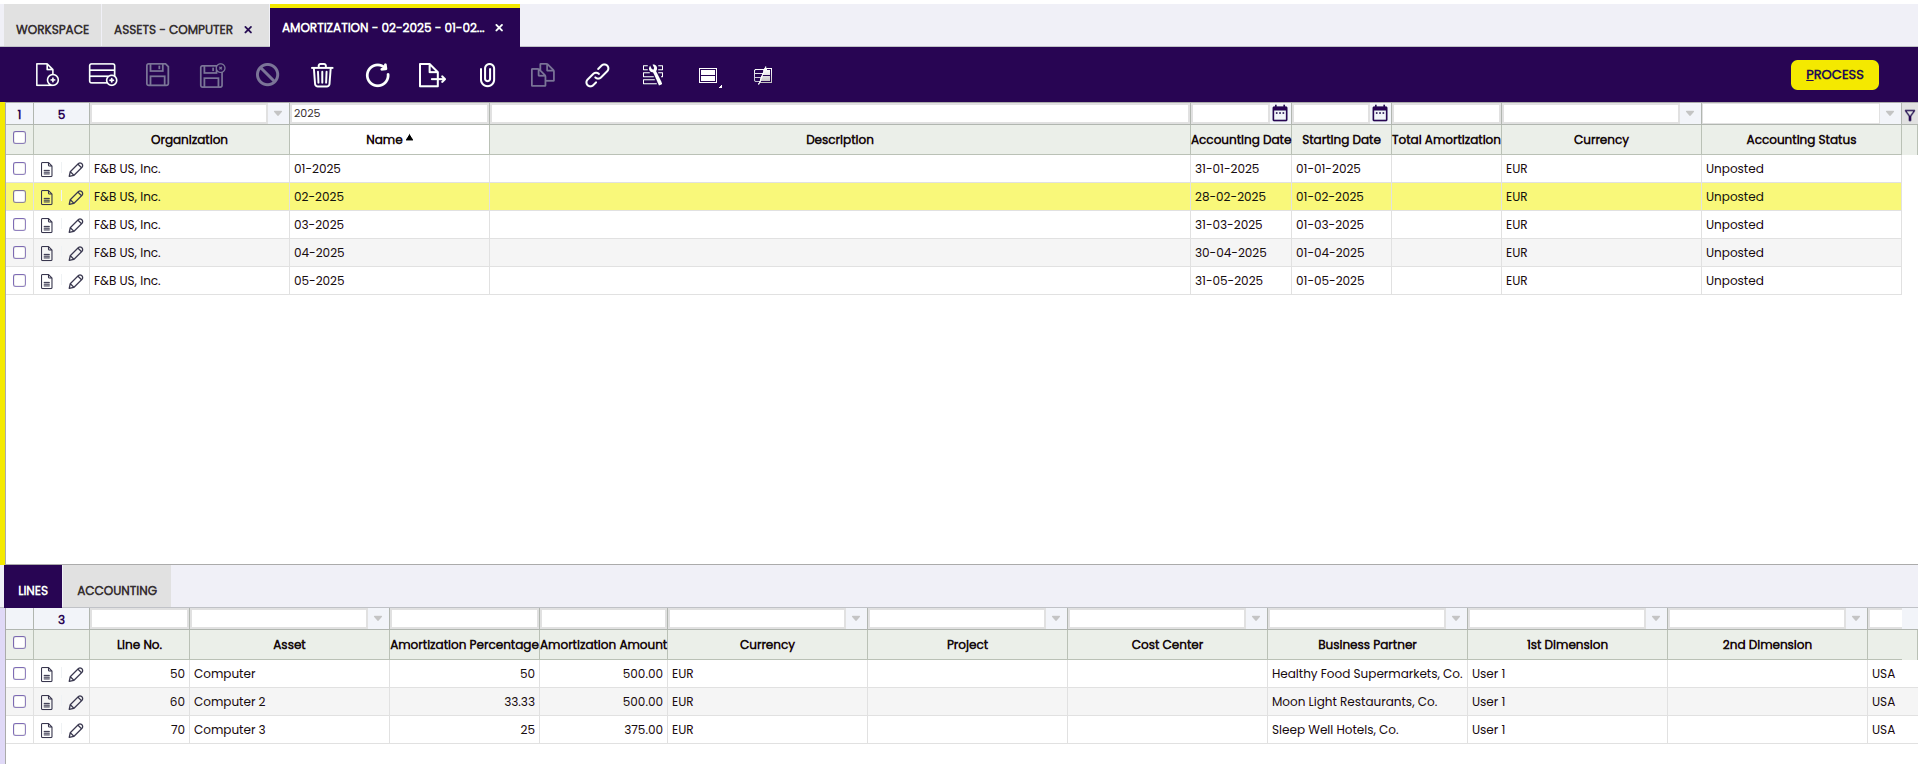 WORKSPACE ASSETS - COMPUTER × AMORTIZATION - 02-2025 - 01-02... ×
PROCESS
1 5 2025
Organization Name Description Accounting Date Starting Date Total Amortization Currency Accounting Status
F&B US, Inc. 01-2025 31-01-2025 01-01-2025 EUR Unposted
F&B US, Inc. 02-2025 28-02-2025 01-02-2025 EUR Unposted
F&B US, Inc. 03-2025 31-03-2025 01-03-2025 EUR Unposted
F&B US, Inc. 04-2025 30-04-2025 01-04-2025 EUR Unposted
F&B US, Inc. 05-2025 31-05-2025 01-05-2025 EUR Unposted
LINES ACCOUNTING
3
Line No. Asset Amortization Percentage Amortization Amount Currency Project Cost Center Business Partner 1st Dimension 2nd Dimension
50 Computer 50 500.00 EUR Healthy Food Supermarkets, Co. User 1 USA
60 Computer 2 33.33 500.00 EUR Moon Light Restaurants, Co. User 1 USA
70 Computer 3 25 375.00 EUR Sleep Well Hotels, Co. User 1 USA